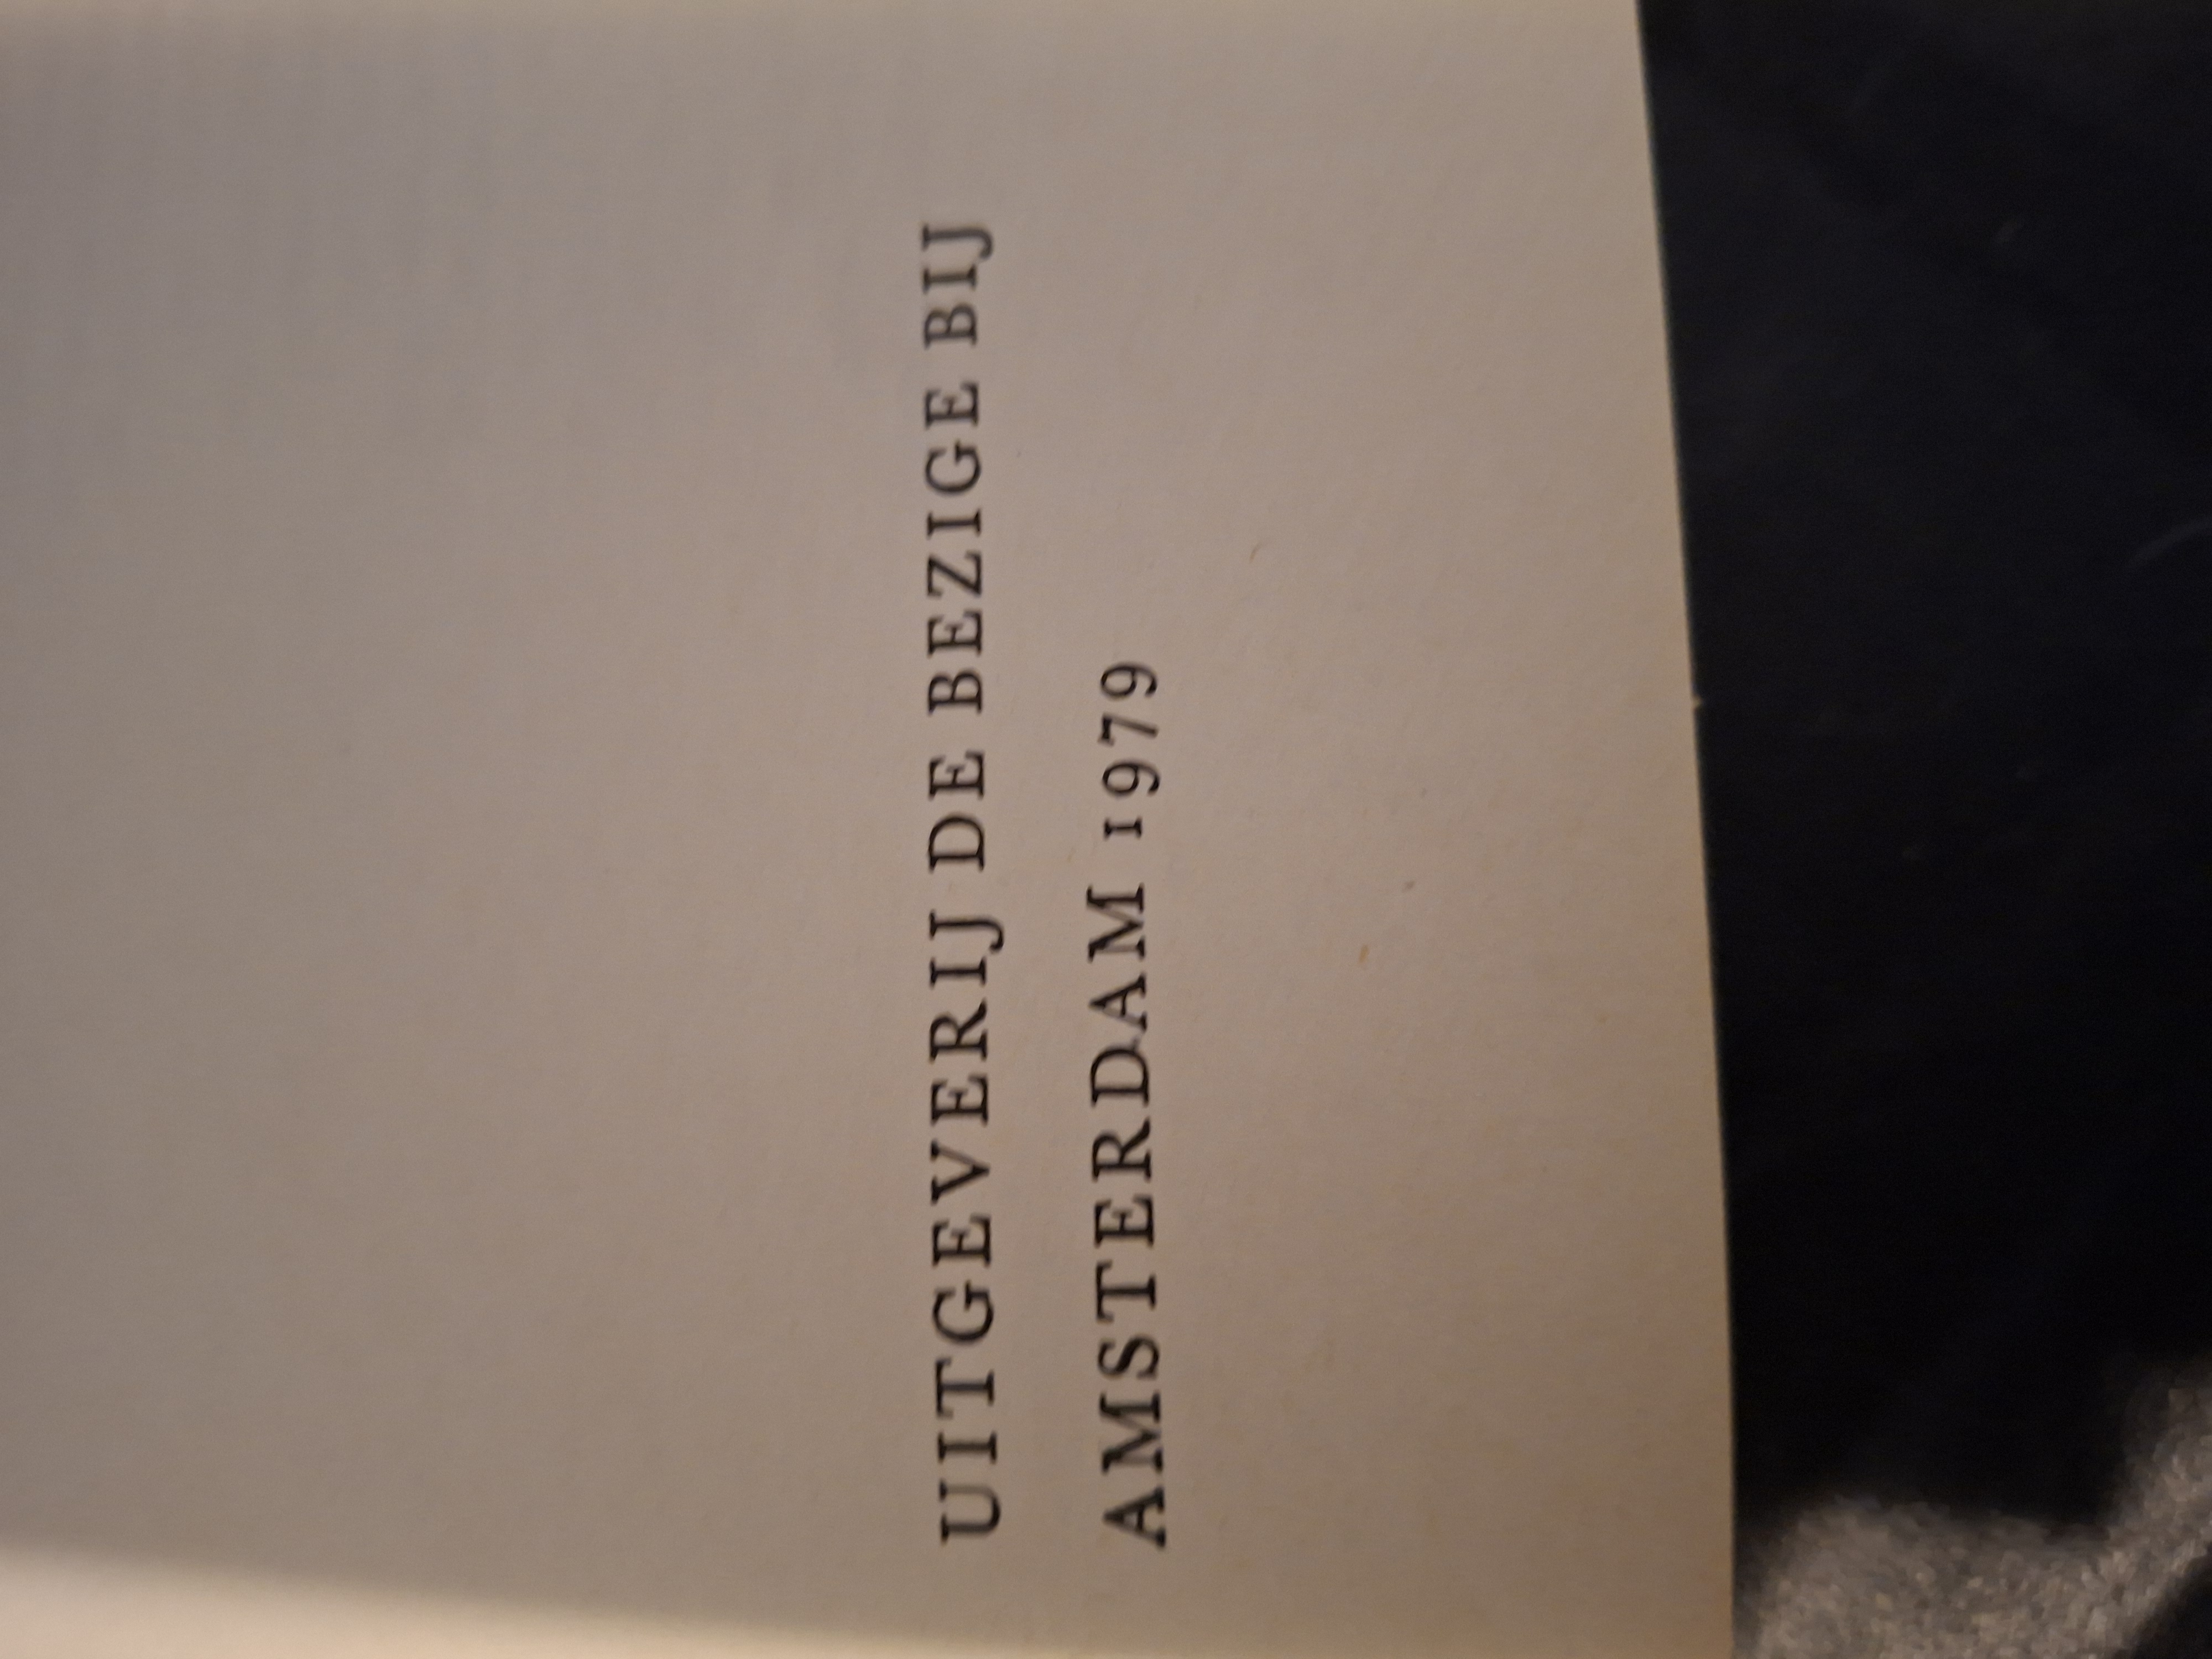 UITGEVERIJ DE BEZIGE BIJ
AMSTERDAM 1979